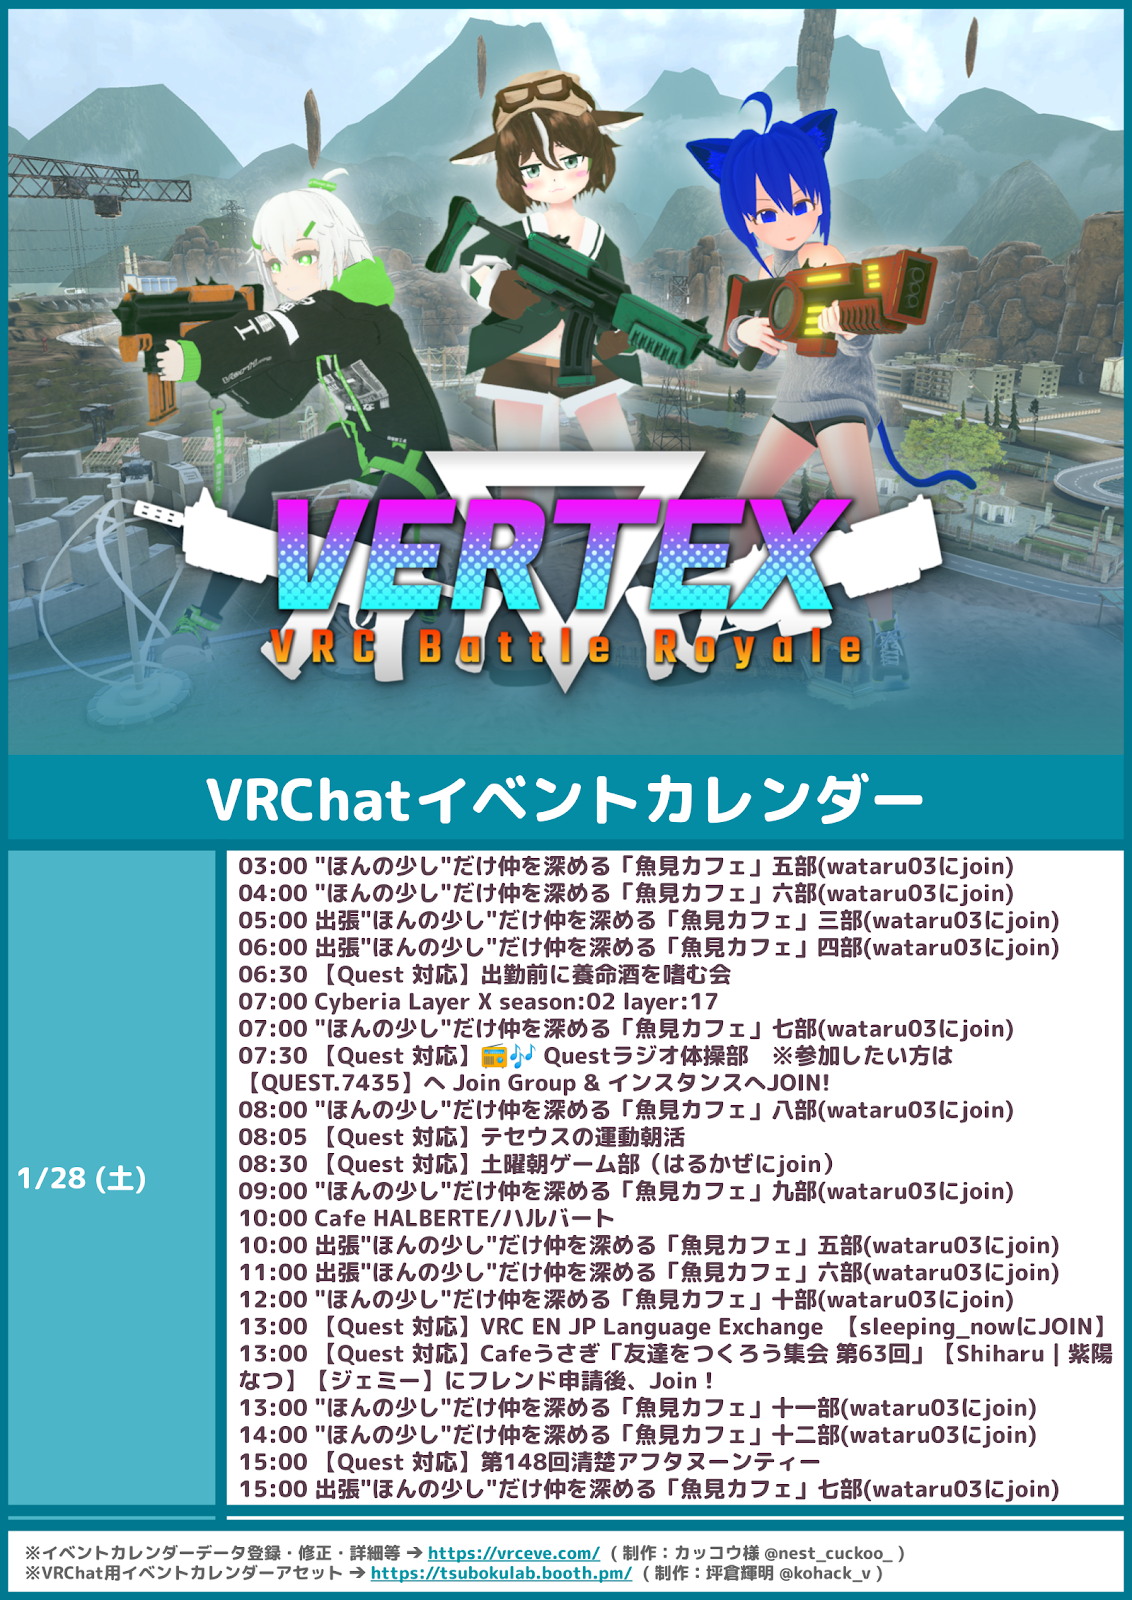 VERTEX
VRC Battle Royale
VRChatイベントカレンダー
1/28 (土)
03:00 "ほんの少し"だけ仲を深める「魚見カフェ」五部(wataru03にjoin)
04:00 "ほんの少し"だけ仲を深める「魚見カフェ」六部(wataru03にjoin)
05:00 出張"ほんの少し"だけ仲を深める「魚見カフェ」三部(wataru03にjoin)
06:00 出張"ほんの少し"だけ仲を深める「魚見カフェ」四部(wataru03にjoin)
06:30 【Quest 対応】出勤前に養命酒を嗜む会
07:00 Cyberia Layer X season:02 layer:17
07:00 "ほんの少し"だけ仲を深める「魚見カフェ」七部(wataru03にjoin)
07:30 【Quest 対応】📻🎶 Questラジオ体操部　※参加したい方は
【QUEST.7435】へ Join Group & インスタンスへJOIN!
08:00 "ほんの少し"だけ仲を深める「魚見カフェ」八部(wataru03にjoin)
08:05 【Quest 対応】テセウスの運動朝活
08:30 【Quest 対応】土曜朝ゲーム部（はるかぜにjoin）
09:00 "ほんの少し"だけ仲を深める「魚見カフェ」九部(wataru03にjoin)
10:00 Cafe HALBERTE/ハルバート
10:00 出張"ほんの少し"だけ仲を深める「魚見カフェ」五部(wataru03にjoin)
11:00 出張"ほんの少し"だけ仲を深める「魚見カフェ」六部(wataru03にjoin)
12:00 "ほんの少し"だけ仲を深める「魚見カフェ」十部(wataru03にjoin)
13:00 【Quest 対応】VRC EN JP Language Exchange 【sleeping_nowにJOIN】
13:00 【Quest 対応】Cafeうさぎ「友達をつくろう集会 第63回」【Shiharu | 紫陽
なつ】【ジェミー】にフレンド申請後、Join！
13:00 "ほんの少し"だけ仲を深める「魚見カフェ」十一部(wataru03にjoin)
14:00 "ほんの少し"だけ仲を深める「魚見カフェ」十二部(wataru03にjoin)
15:00 【Quest 対応】第148回清楚アフタヌーンティー
15:00 出張"ほんの少し"だけ仲を深める「魚見カフェ」七部(wataru03にjoin)
※イベントカレンダーデータ登録・修正・詳細等 ➔ https://vrceve.com/ （制作：カッコウ様 @nest_cuckoo_ ）
※VRChat用イベントカレンダーアセット ➔ https://tsubokulab.booth.pm/ （制作：坪倉輝明 @kohack_v ）